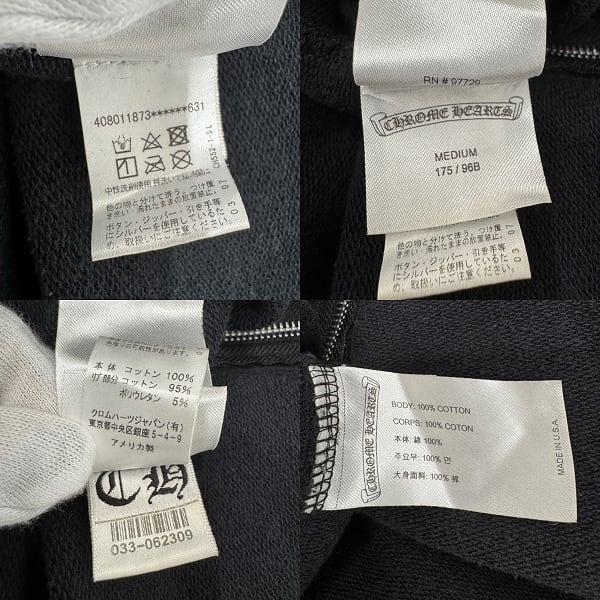 408011873******631
CI552-1-SL
中性洗剤使用
他の物と分けて洗う。つけ置
き洗い・濡れたままの放置禁止。
ボタン・ジッパー・引き手等
にシルバーを使用しているた
め、取扱いにご注意ください。
03 07
RN # 97729
CHROME HEARTS
MEDIUM
175 / 96B
他の物と分けて洗う。つけ置
き洗い・濡れたままの放置禁止。
ボタン・ジッパー・引き手等
にシルバーを使用しているた
め、取扱いにご注意ください。
03 07
本体 コットン 100%
リブ部分 コットン 95%
ポリウレタン 5%
クロムハーツジャパン(有)
東京都中央区銀座5-4-9
アメリカ製
CH
033-062309
CHROME HEARTS
BODY: 100% COTTON
CORPS: 100% COTON
本体: 綿 100%
주요부: 100% 면
大身面料: 100% 棉
MADE IN U.S.A.